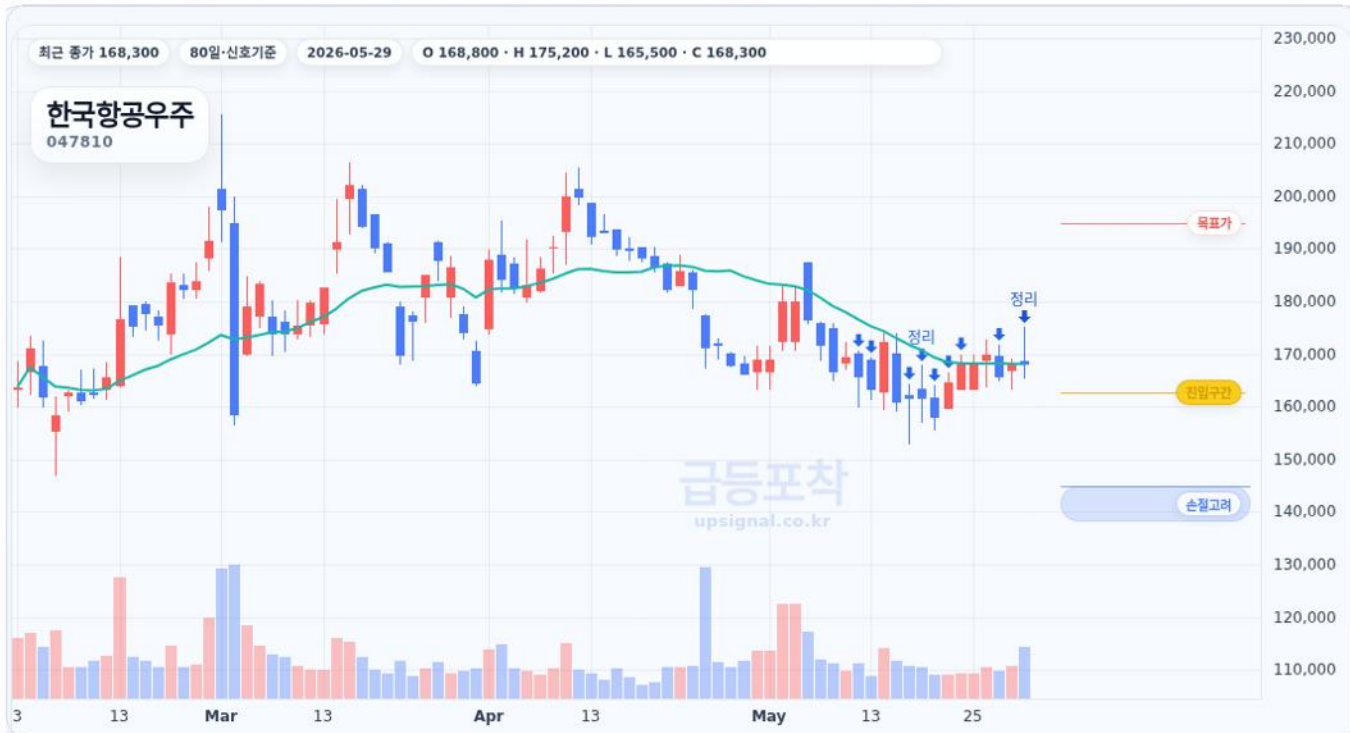 최근 종가 168,300 80일·신호기준 2026-05-29 O 168,800 · H 175,200 · L 165,500 · C 168,300
한국항공우주
047810
230,000
220,000
210,000
200,000
190,000
180,000
170,000
160,000
150,000
140,000
130,000
120,000
110,000
목표가
정리
정리
진입구간
손절고려
급등포착
upsignal.co.kr
3 13 Mar 13 Apr 13 May 13 25